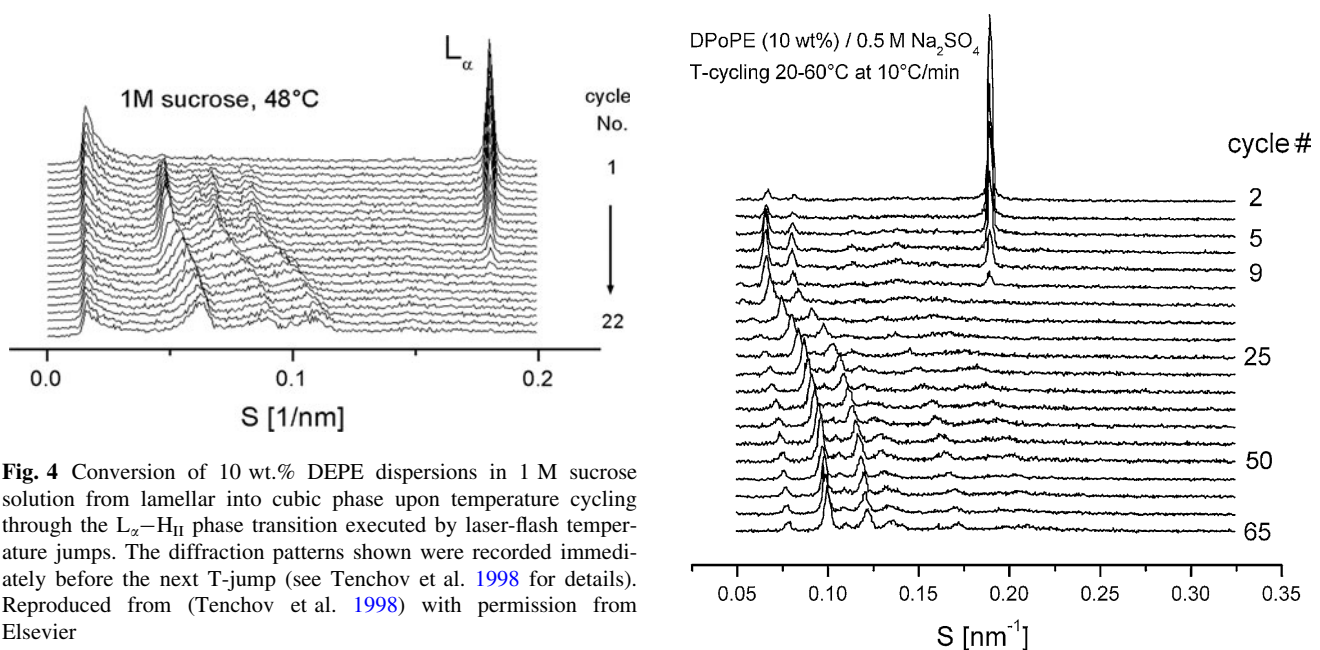 Lα
1M sucrose, 48°C
cycle
No.
1
22
0.0 0.1 0.2
S [1/nm]
Fig. 4 Conversion of 10 wt.% DEPE dispersions in 1 M sucrose
solution from lamellar into cubic phase upon temperature cycling
through the Lα−HII phase transition executed by laser-flash temper-
ature jumps. The diffraction patterns shown were recorded immedi-
ately before the next T-jump (see Tenchov et al. 1998 for details).
Reproduced from (Tenchov et al. 1998) with permission from
Elsevier
DPoPE (10 wt%) / 0.5 M Na2SO4
T-cycling 20-60°C at 10°C/min
cycle #
2
5
9
25
50
65
0.05 0.10 0.15 0.20 0.25 0.30 0.35
S [nm-1]